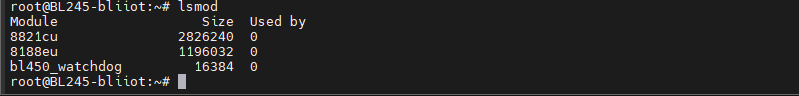 root@BL245-bliiot:~# lsmod
Module                  Size  Used by
8821cu               2826240  0
8188eu               1196032  0
bl450_watchdog         16384  0
root@BL245-bliiot:~#